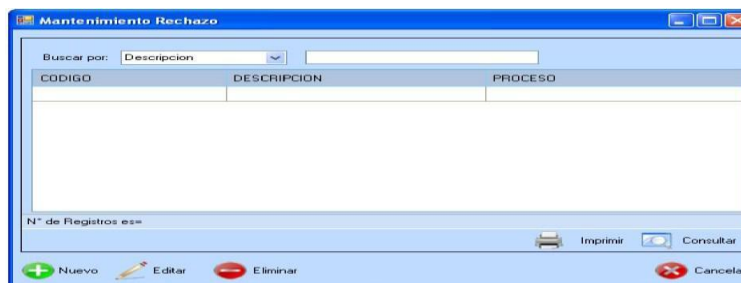 Mantenimiento Rechazo
Buscar por: Descripcion
CODIGO DESCRIPCION PROCESO
N° de Registros es=
Imprimir Consultar
Nuevo Editar Eliminar Cancela